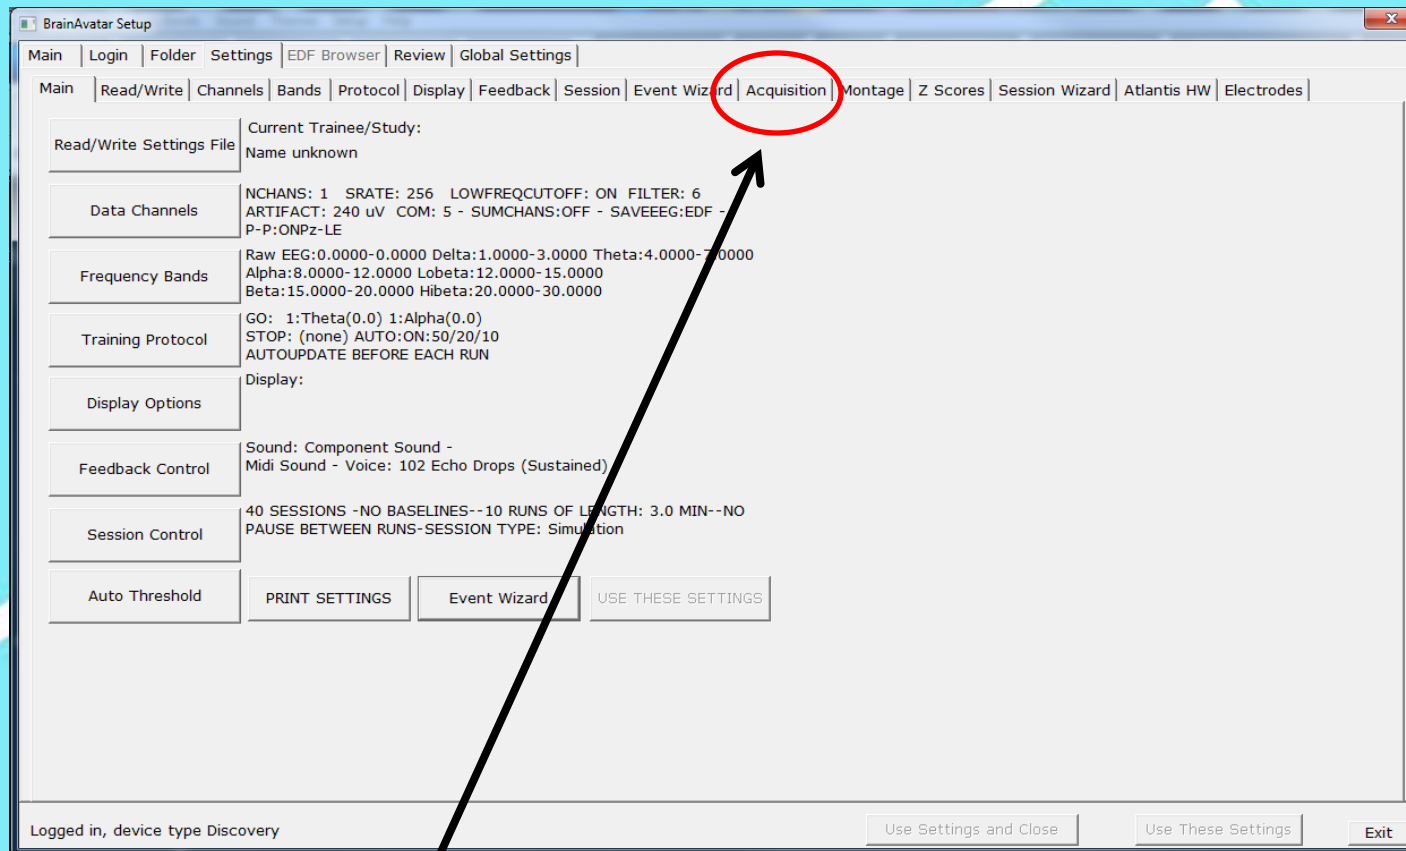 BrainAvatar Setup
Main Login Folder Settings EDF Browser Review Global Settings
Main Read/Write Channels Bands Protocol Display Feedback Session Event Wizard Acquisition Montage Z Scores Session Wizard Atlantis HW Electrodes
Read/Write Settings File
Current Trainee/Study:
Name unknown
Data Channels
NCHANS: 1 SRATE: 256 LOWFREQCUTOFF: ON FILTER: 6
ARTIFACT: 240 uV COM: 5 - SUMCHANS:OFF - SAVEEEG:EDF -
P-P:ONPz-LE
Frequency Bands
Raw EEG:0.0000-0.0000 Delta:1.0000-3.0000 Theta:4.0000-7.0000
Alpha:8.0000-12.0000 Lobeta:12.0000-15.0000
Beta:15.0000-20.0000 Hibeta:20.0000-30.0000
Training Protocol
GO: 1:Theta(0.0) 1:Alpha(0.0)
STOP: (none) AUTO:ON:50/20/10
AUTOUPDATE BEFORE EACH RUN
Display Options
Display:
Feedback Control
Sound: Component Sound -
Midi Sound - Voice: 102 Echo Drops (Sustained)
Session Control
40 SESSIONS -NO BASELINES--10 RUNS OF LENGTH: 3.0 MIN--NO
PAUSE BETWEEN RUNS-SESSION TYPE: Simulation
Auto Threshold PRINT SETTINGS Event Wizard USE THESE SETTINGS
Logged in, device type Discovery Use Settings and Close Use These Settings Exit